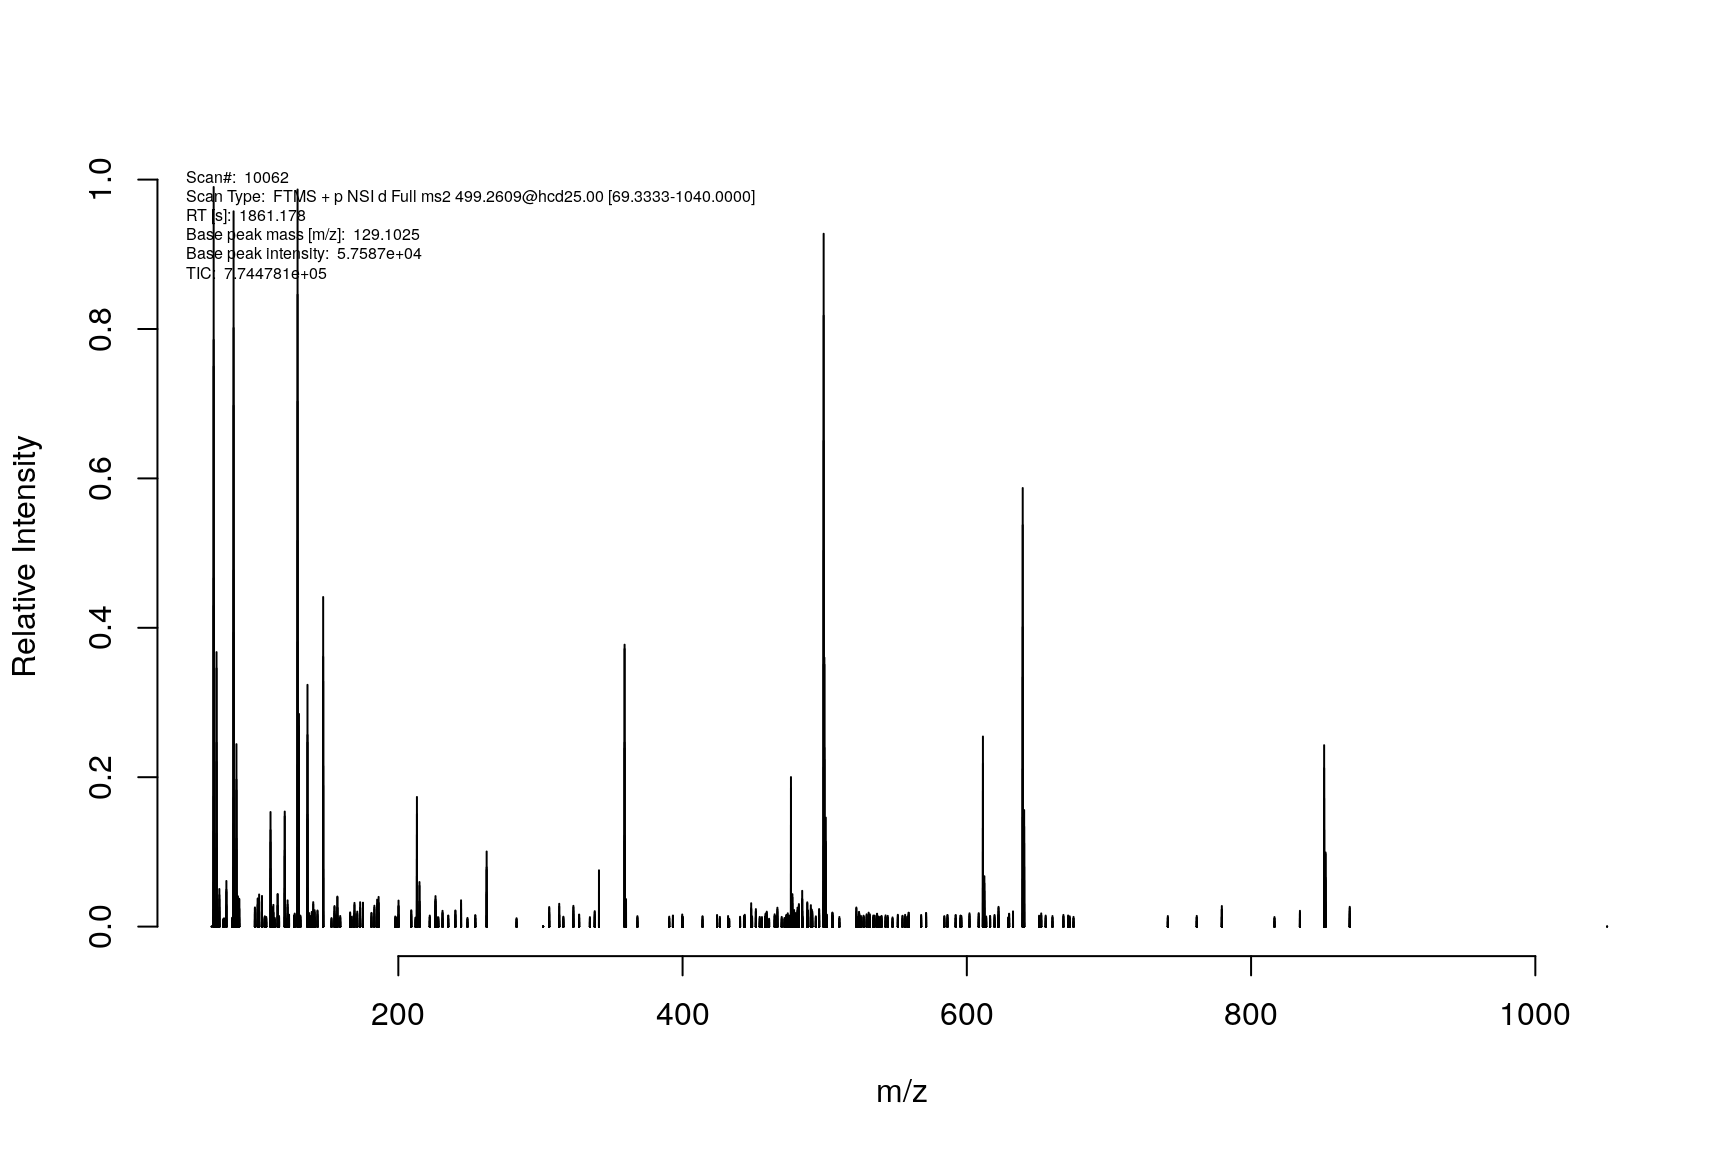 Scan#: 10062
Scan Type: FTMS + p NSI d Full ms2 499.2609@hcd25.00 [69.3333-1040.0000]
RT [s]: 1861.178
Base peak mass [m/z]: 129.1025
Base peak intensity: 5.7587e+04
TIC: 7.744781e+05
1.0
0.8
0.6
0.4
0.2
0.0
Relative Intensity
200 400 600 800 1000
m/z